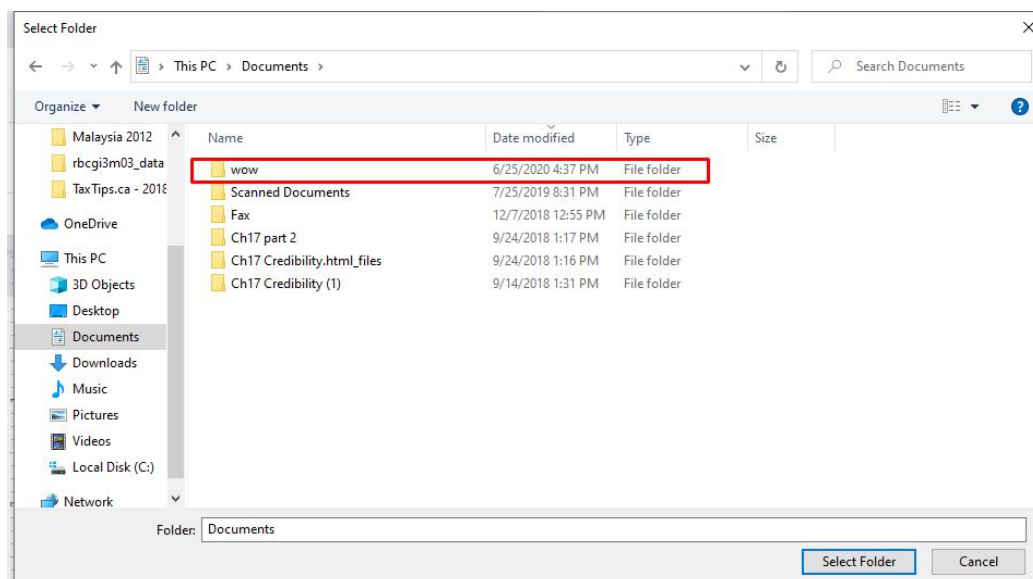 Select Folder
This PC > Documents >
Search Documents
Organize
New folder
Malaysia 2012
rbcgi3m03_data
TaxTips.ca - 2018
OneDrive
This PC
3D Objects
Desktop
Documents
Downloads
Music
Pictures
Videos
Local Disk (C:)
Network
Name Date modified Type Size
wow 6/25/2020 4:37 PM File folder
Scanned Documents 7/25/2019 8:31 PM File folder
Fax 12/7/2018 12:55 PM File folder
Ch17 part 2 9/24/2018 1:17 PM File folder
Ch17 Credibility.html_files 9/24/2018 1:16 PM File folder
Ch17 Credibility (1) 9/14/2018 1:31 PM File folder
Folder: Documents
Select Folder Cancel